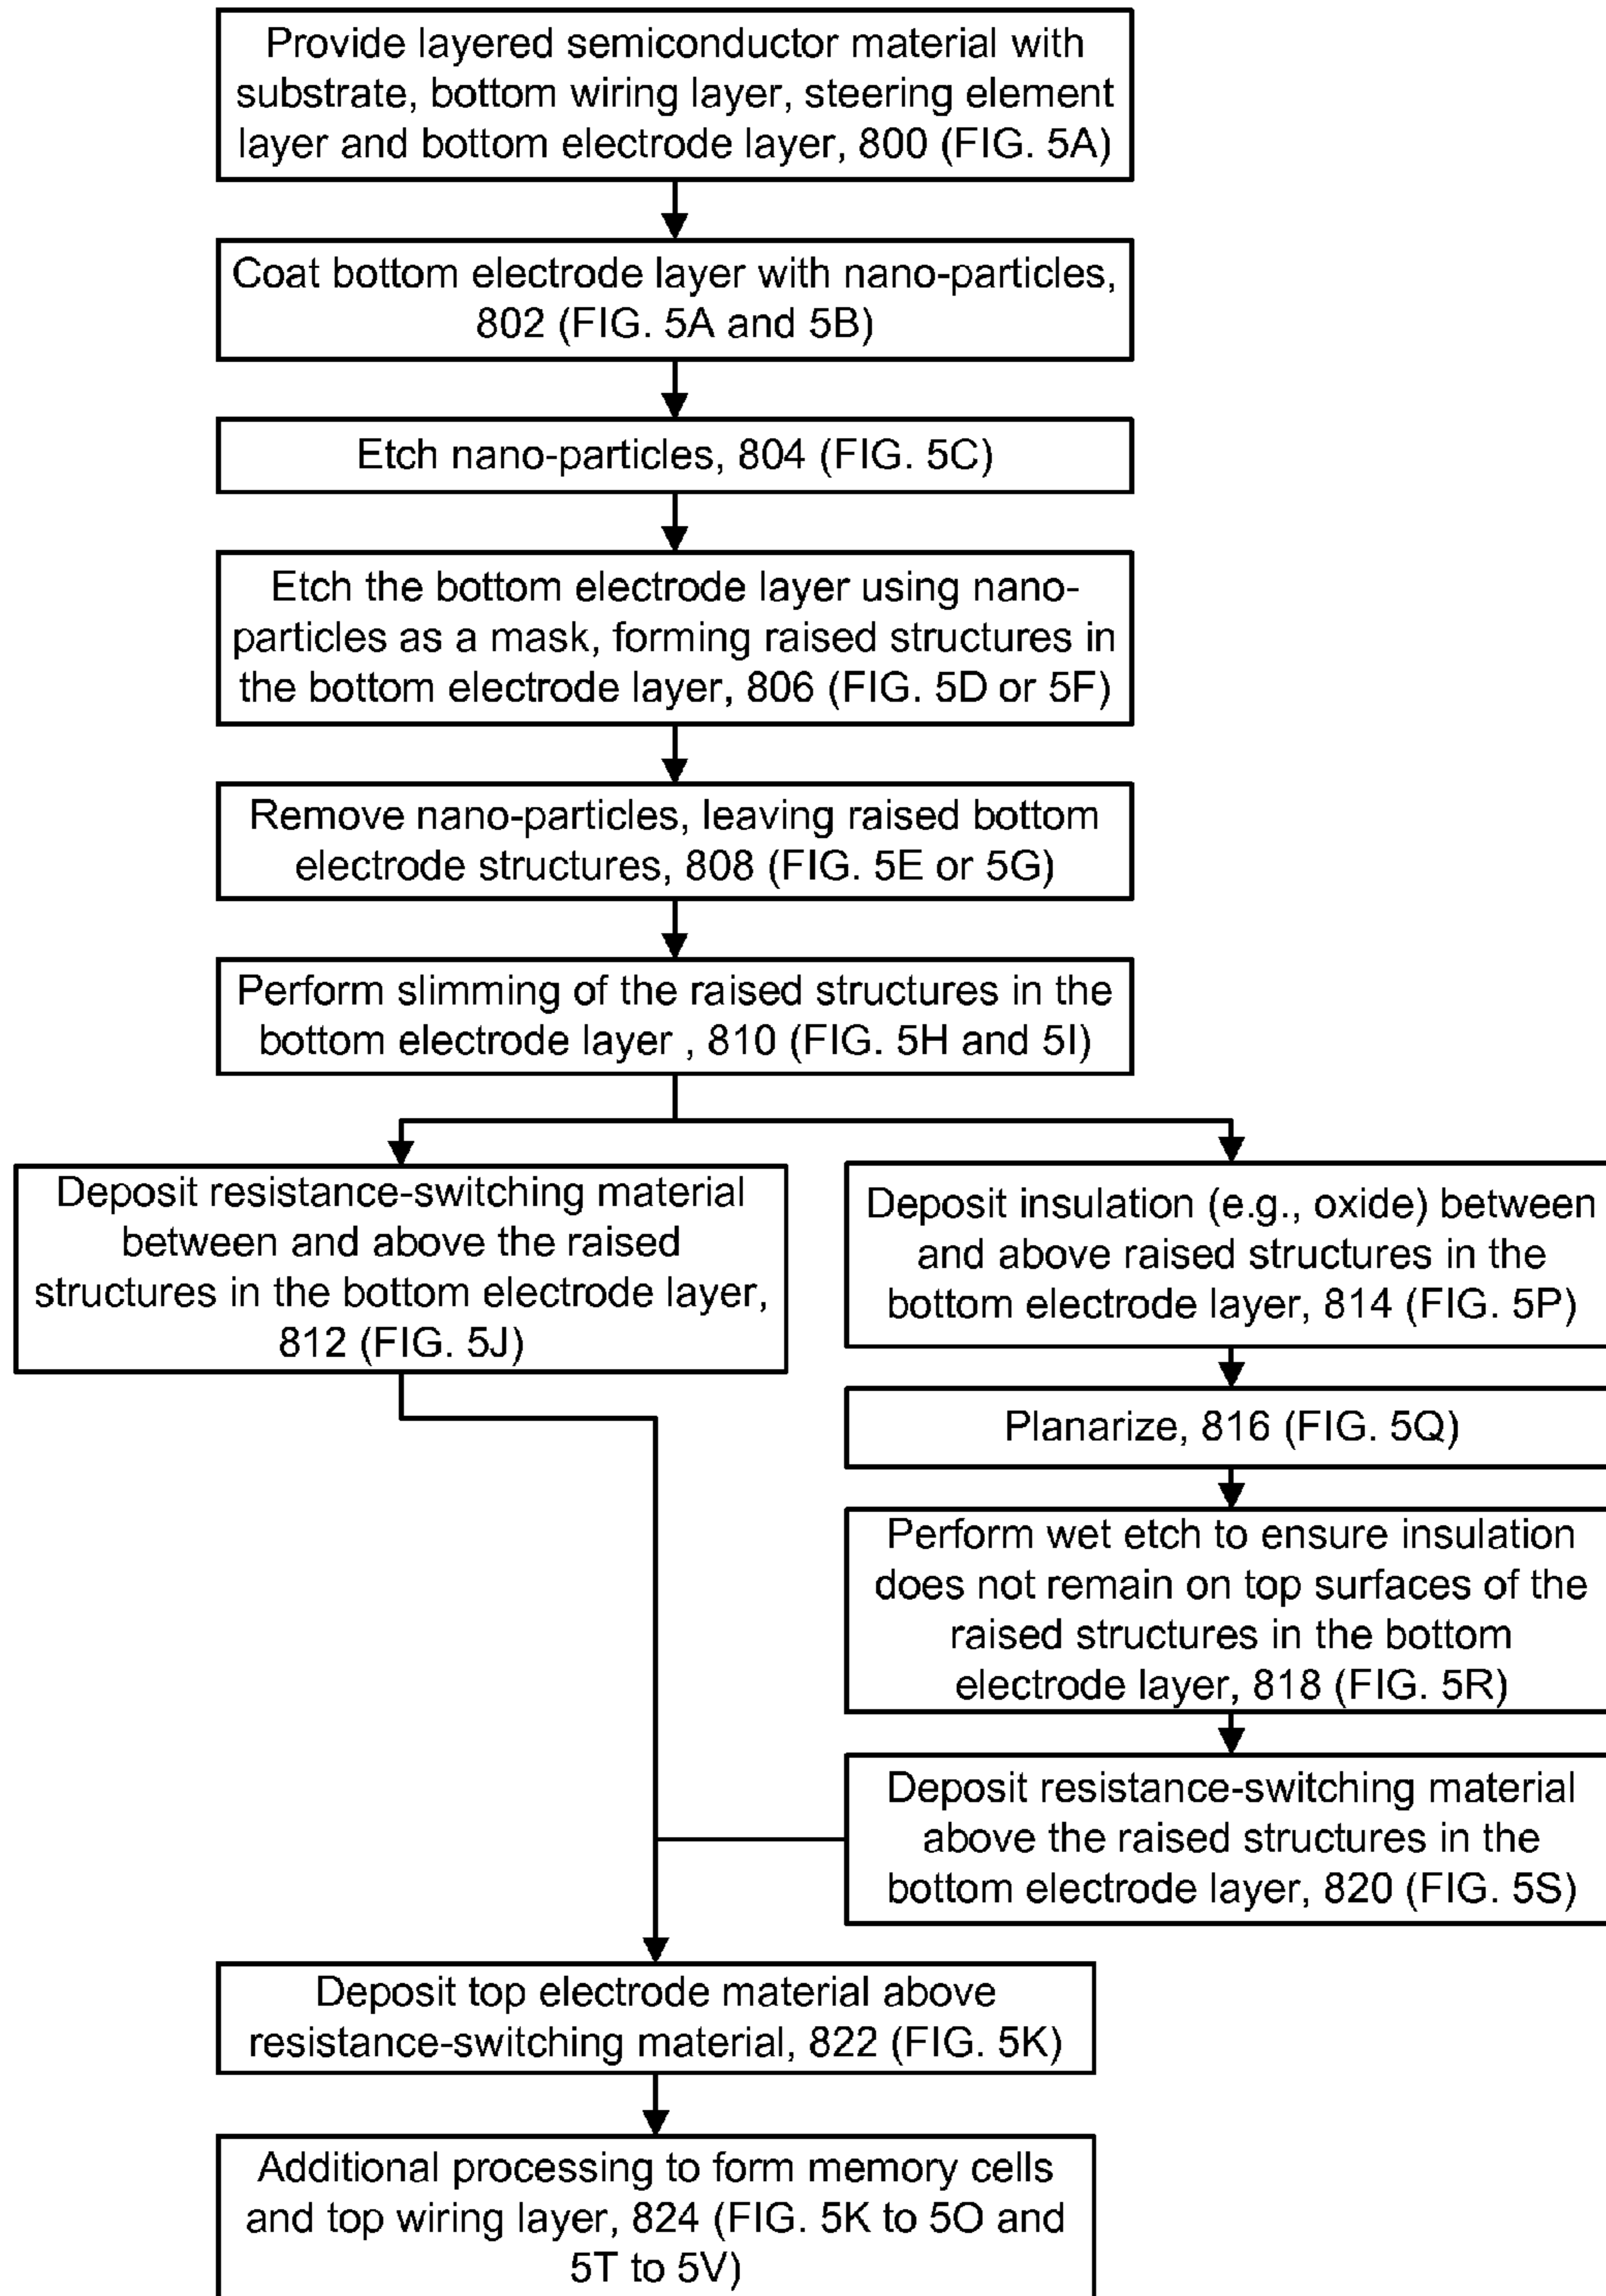 Provide layered semiconductor material with
substrate, bottom wiring layer, steering element
layer and bottom electrode layer, 800 (FIG. 5A)
Coat bottom electrode layer with nano-particles,
802 (FIG. 5A and 5B)
Etch nano-particles, 804 (FIG. 5C)
Etch the bottom electrode layer using nano-
particles as a mask, forming raised structures in
the bottom electrode layer, 806 (FIG. 5D or 5F)
Remove nano-particles, leaving raised bottom
electrode structures, 808 (FIG. 5E or 5G)
Perform slimming of the raised structures in the
bottom electrode layer , 810 (FIG. 5H and 5I)
Deposit resistance-switching material
between and above the raised
structures in the bottom electrode layer,
812 (FIG. 5J)
Deposit insulation (e.g., oxide) between
and above raised structures in the
bottom electrode layer, 814 (FIG. 5P)
Planarize, 816 (FIG. 5Q)
Perform wet etch to ensure insulation
does not remain on top surfaces of the
raised structures in the bottom
electrode layer, 818 (FIG. 5R)
Deposit resistance-switching material
above the raised structures in the
bottom electrode layer, 820 (FIG. 5S)
Deposit top electrode material above
resistance-switching material, 822 (FIG. 5K)
Additional processing to form memory cells
and top wiring layer, 824 (FIG. 5K to 5O and
5T to 5V)